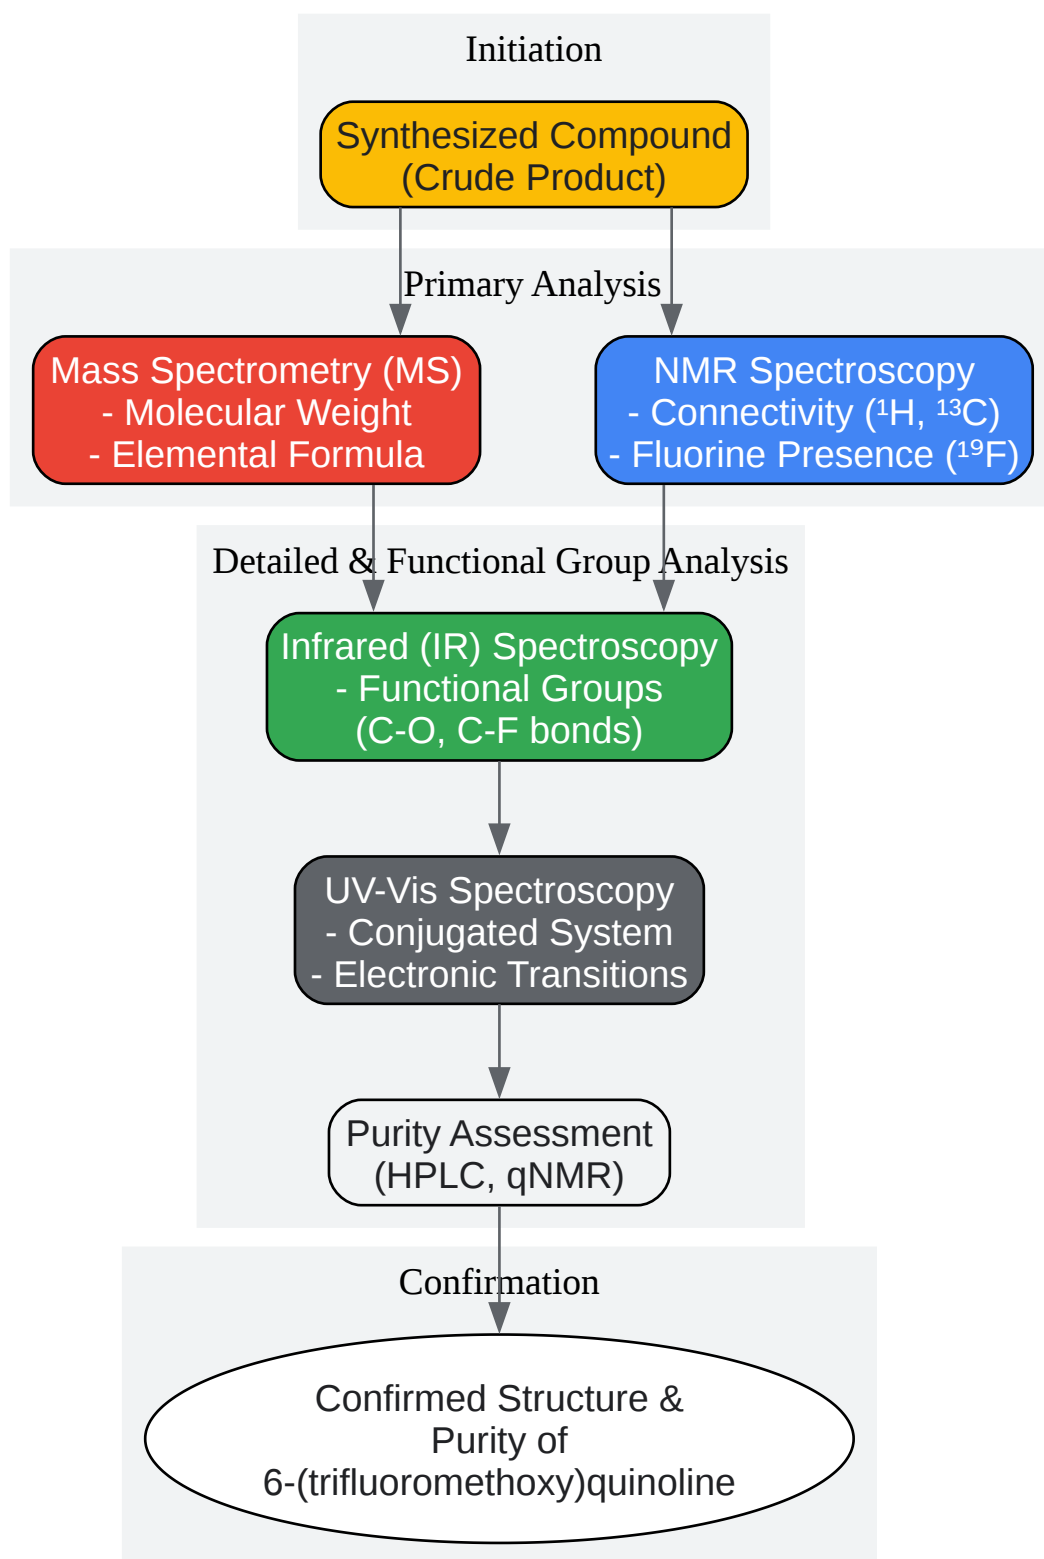 Initiation
Synthesized Compound
(Crude Product)
Primary Analysis
Mass Spectrometry (MS)
- Molecular Weight
- Elemental Formula
NMR Spectroscopy
- Connectivity (¹H, ¹³C)
- Fluorine Presence (¹⁹F)
Detailed & Functional Group Analysis
Infrared (IR) Spectroscopy
- Functional Groups
(C-O, C-F bonds)
UV-Vis Spectroscopy
- Conjugated System
- Electronic Transitions
Purity Assessment
(HPLC, qNMR)
Confirmation
Confirmed Structure &
Purity of
6-(trifluoromethoxy)quinoline